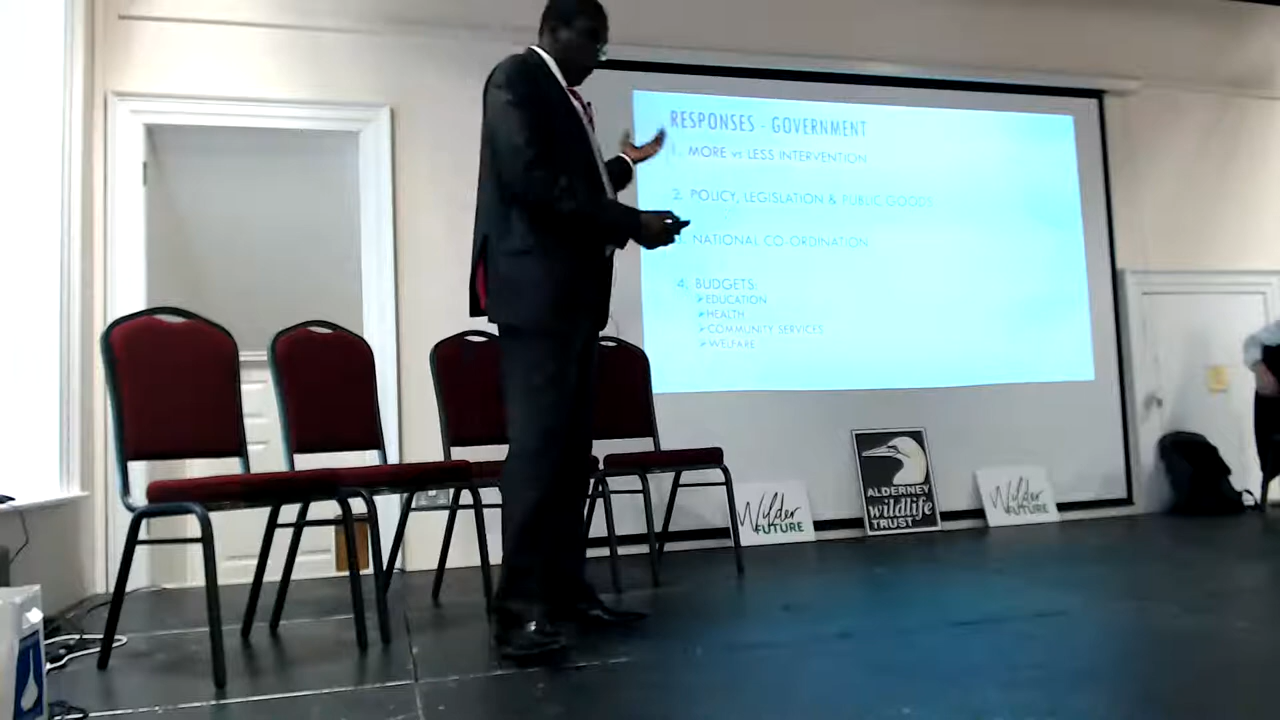 RESPONSES - GOVERNMENT
1. MORE vs LESS INTERVENTION
2. POLICY, LEGISLATION & PUBLIC GOODS
3. NATIONAL CO-ORDINATION
4. BUDGETS:
➢EDUCATION
➢HEALTH
➢COMMUNITY SERVICES
➢WELFARE
Wilder
FUTURE
ALDERNEY
wildlife
TRUST
Wilder
FUTURE